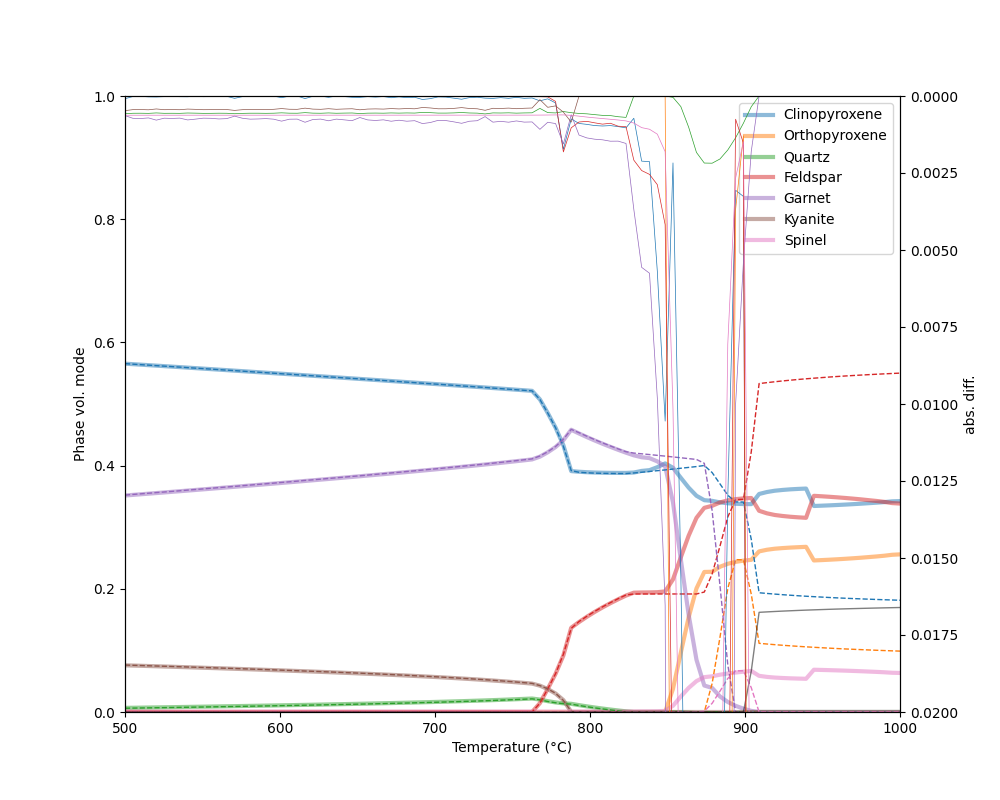 1.0
0.8
0.6
0.4
0.2
0.0
Phase vol. mode
500
600
700
800
900
1000
Temperature (°C)
0.0000
0.0025
0.0050
0.0075
0.0100
0.0125
0.0150
0.0175
0.0200
abs. diff.
Clinopyroxene
Orthopyroxene
Quartz
Feldspar
Garnet
Kyanite
Spinel